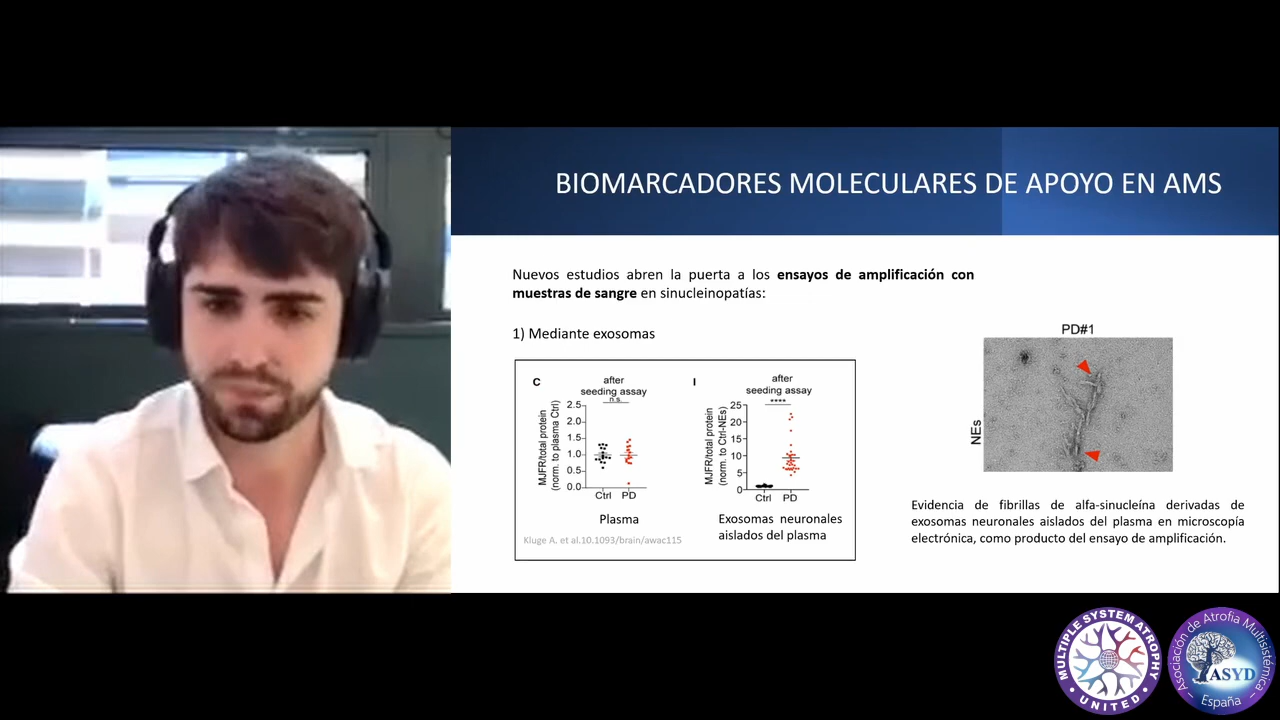 BIOMARCADORES MOLECULARES DE APOYO EN AMS
Nuevos estudios abren la puerta a los ensayos de amplificación con
muestras de sangre en sinucleinopatías:
1) Mediante exosomas
C
after
seeding assay
n.s.
MJFR/total protein
(norm. to plasma Ctrl)
2.5
2.0
1.5
1.0
0.5
0.0
Ctrl PD
Plasma
I
after
seeding assay
****
MJFR/total protein
(norm. to Ctrl-NEs)
25
20
15
10
5
0
Ctrl PD
Exosomas neuronales
aislados del plasma
Kluge A. et al.10.1093/brain/awac115
PD#1
NEs
Evidencia de fibrillas de alfa-sinucleína derivadas de
exosomas neuronales aislados del plasma en microscopía
electrónica, como producto del ensayo de amplificación.
MULTIPLE SYSTEM ATROPHY
UNITED
Asociación de Atrofia Multisistémica
ASYD
España